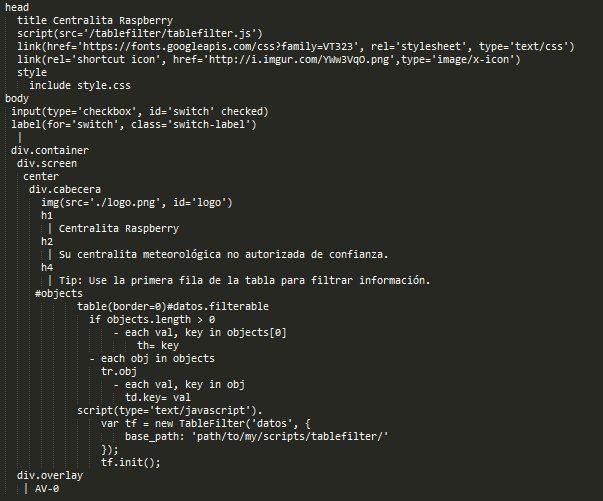 head
title Centralita Raspberry
script(src='/tablefilter/tablefilter.js')
link(href='https://fonts.googleapis.com/css?family=VT323', rel='stylesheet', type='text/css')
link(rel='shortcut icon', href='http://i.imgur.com/YWw3VqO.png',type='image/x-icon')
style
include style.css
body
input(type='checkbox', id='switch' checked)
label(for='switch', class='switch-label')
|
div.container
div.screen
center
div.cabecera
img(src='./logo.png', id='logo')
h1
| Centralita Raspberry
h2
| Su centralita meteorológica no autorizada de confianza.
h4
| Tip: Use la primera fila de la tabla para filtrar información.
#objects
table(border=0)#datos.filterable
if objects.length > 0
- each val, key in objects[0]
th= key
- each obj in objects
tr.obj
- each val, key in obj
td.key= val
script(type='text/javascript').
var tf = new TableFilter('datos', {
base_path: 'path/to/my/scripts/tablefilter/'
});
tf.init();
div.overlay
| AV-0